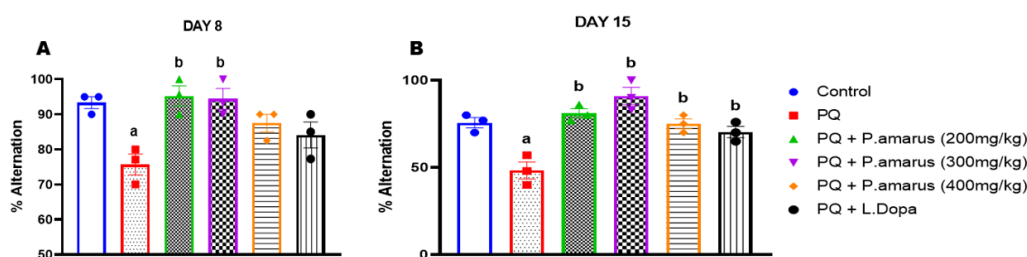 DAY 8
A
% Alternation
100
90
80
70
60
50
a
b
b
DAY 15
B
% Alternation
100
50
0
a
b
b
b
b
Control
PQ
PQ + P.amarus (200mg/kg)
PQ + P.amarus (300mg/kg)
PQ + P.amarus (400mg/kg)
PQ + L.Dopa